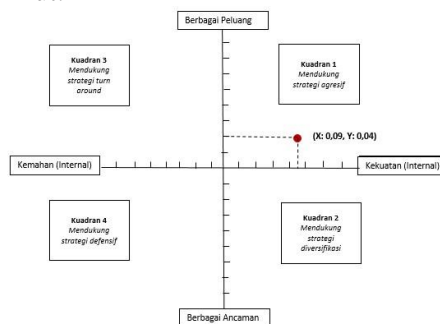 Berbagai Peluang
Kuadran 3
Mendukung
strategi turn
around
Kuadran 1
Mendukung
strategi agresif
(X: 0,09, Y: 0,04)
Kemahan (Internal)
Kekuatan (Internal)
Kuadran 4
Mendukung
strategi defensif
Kuadran 2
Mendukung
strategi
diversifikasi
Berbagai Ancaman